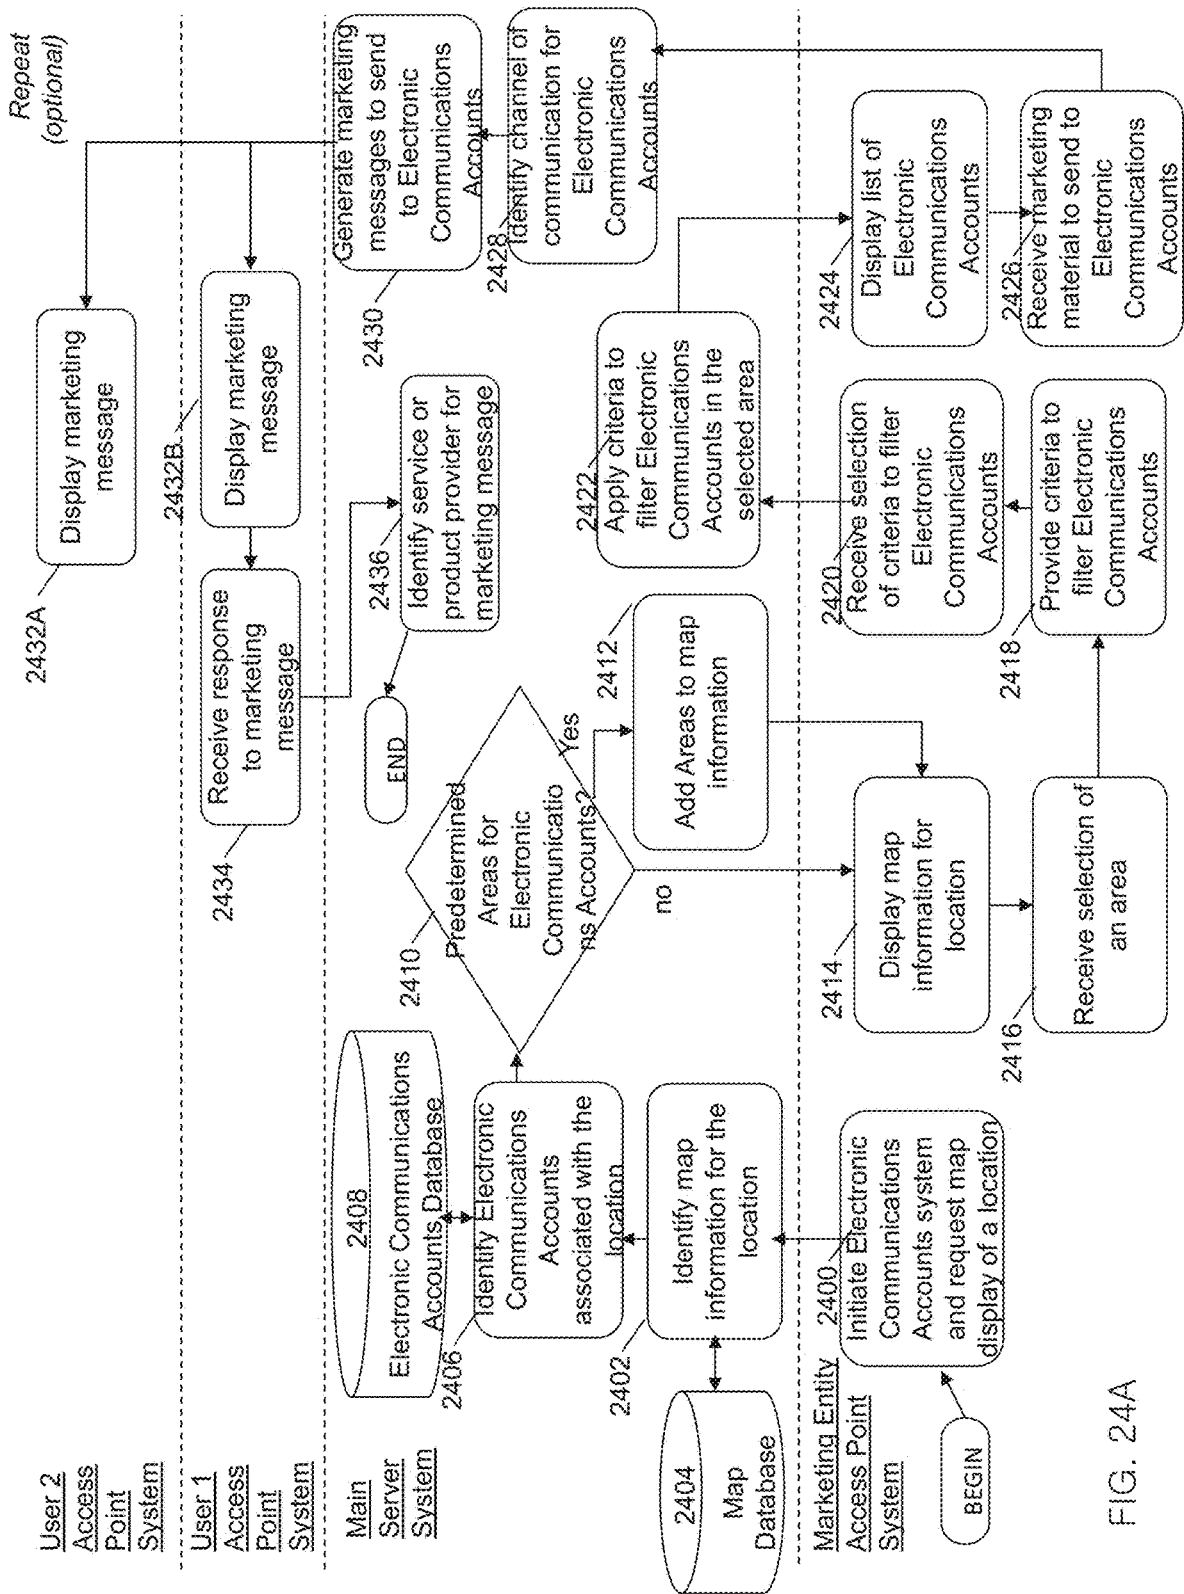 User 2
Access
Point
System
2432A
Display marketing
message
Repeat
(optional)
User 1
Access
Point
System
2434
Receive response
to marketing
message
2432B
Display marketing
message
Main
Server
System
2408
Electronic Communications
Accounts Database
2406
Identify Electronic
Communications
Accounts
associated with the
location
2402
Identify map
information for the
location
2404
Map
Database
2410
Predetermined
Areas for
Electronic
Communicatio
ns Accounts?
Yes
no
2412
Add Areas to map
information
END
2436
Identify service or
product provider for
marketing message
2422
Apply criteria to
filter Electronic
Communications
Accounts in the
selected area
2430
Generate marketing
messages to send
to Electronic
Communications
Accounts
2428
Identify channel of
communication for
Electronic
Communications
Accounts
Marketing Entity
Access Point
System
BEGIN
2400
Initiate Electronic
Communications
Accounts system
and request map
display of a location
2414
Display map
information for
location
2416
Receive selection of
an area
2420
Receive selection
of criteria to filter
Electronic
Communications
Accounts
2418
Provide criteria to
filter Electronic
Communications
Accounts
2424
Display list of
Electronic
Communications
Accounts
2426
Receive marketing
material to send to
Electronic
Communications
Accounts
FIG. 24A